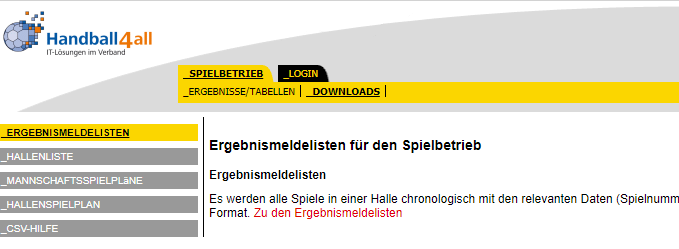 Handball4all
IT-Lösungen im Verband
_SPIELBETRIEB _LOGIN
_ERGEBNISSE/TABELLEN | _DOWNLOADS |
_ERGEBNISMELDELISTEN
_HALLENLISTE
_MANNSCHAFTSSPIELPLäNE
_HALLENSPIELPLAN
_CSV-HILFE
Ergebnismeldelisten für den Spielbetrieb
Ergebnismeldelisten
Es werden alle Spiele in einer Halle chronologisch mit den relevanten Daten (Spielnumm
Format. Zu den Ergebnismeldelisten